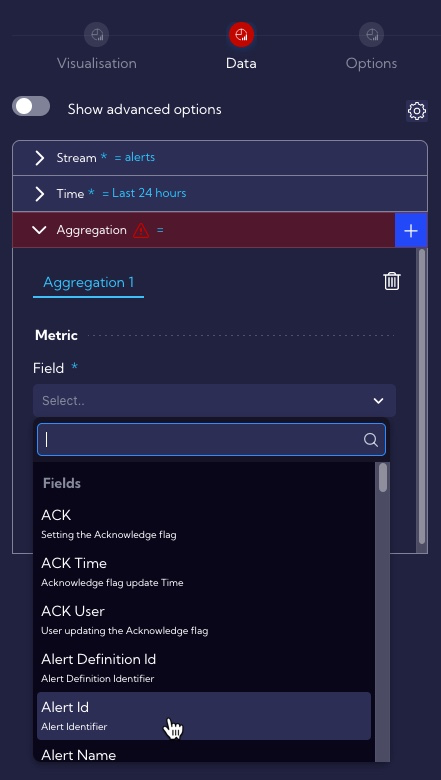 Visualisation
Data
Options
Show advanced options
Stream * = alerts
Time * = Last 24 hours
Aggregation =
+
Aggregation 1
Metric
Field *
Select..
Fields
ACK
Setting the Acknowledge flag
ACK Time
Acknowledge flag update Time
ACK User
User updating the Acknowledge flag
Alert Definition Id
Alert Definition Identifier
Alert Id
Alert Identifier
Alert Name